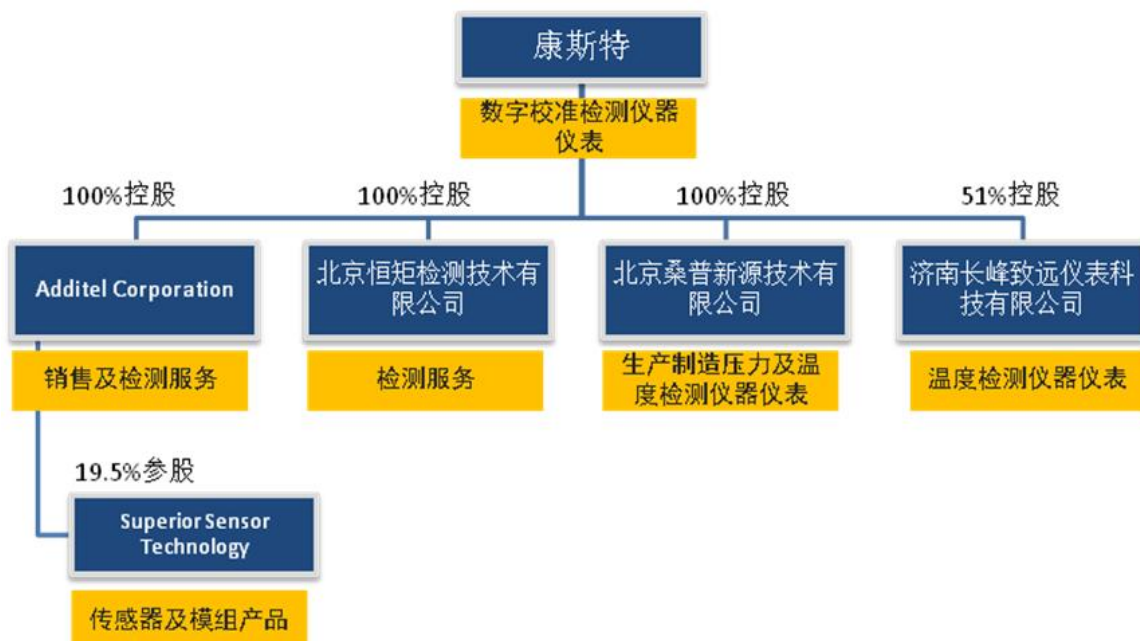 康斯特
数字校准检测仪器
仪表
100%控股
100%控股
100%控股
51%控股
Additel Corporation
北京恒矩检测技术有
限公司
北京桑普新源技术有
限公司
济南长峰致远仪表科
技有限公司
销售及检测服务
检测服务
生产制造压力及温
度检测仪器仪表
温度检测仪器仪表
19.5%参股
Superior Sensor
Technology
传感器及模组产品